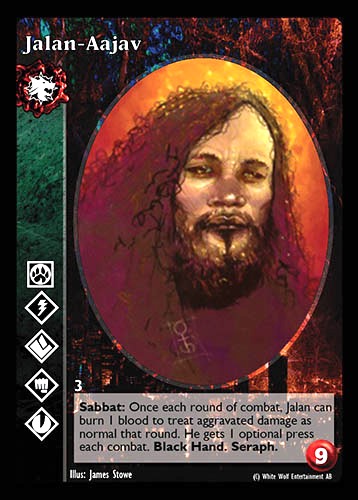 Jalan-Aajav
3
Sabbat: Once each round of combat, Jalan can
burn 1 blood to treat aggravated damage as
normal that round. He gets 1 optional press
each combat. Black Hand. Seraph.
9
Illus: James Stowe
(C) White Wolf Entertainment AB